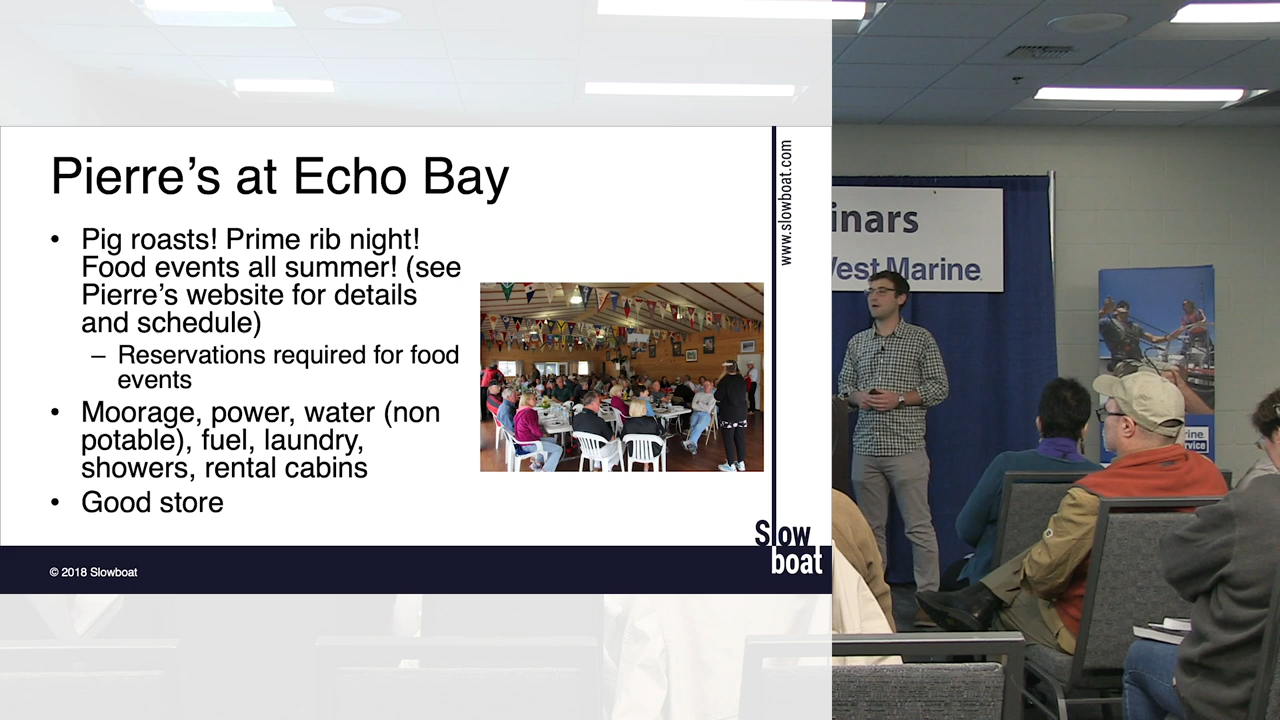 Pierre's at Echo Bay
• Pig roasts! Prime rib night!
Food events all summer! (see
Pierre's website for details
and schedule)
– Reservations required for food
events
• Moorage, power, water (non
potable), fuel, laundry,
showers, rental cabins
• Good store
www.slowboat.com
Slow
boat
© 2018 Slowboat
inars
West Marine
rine
rvice